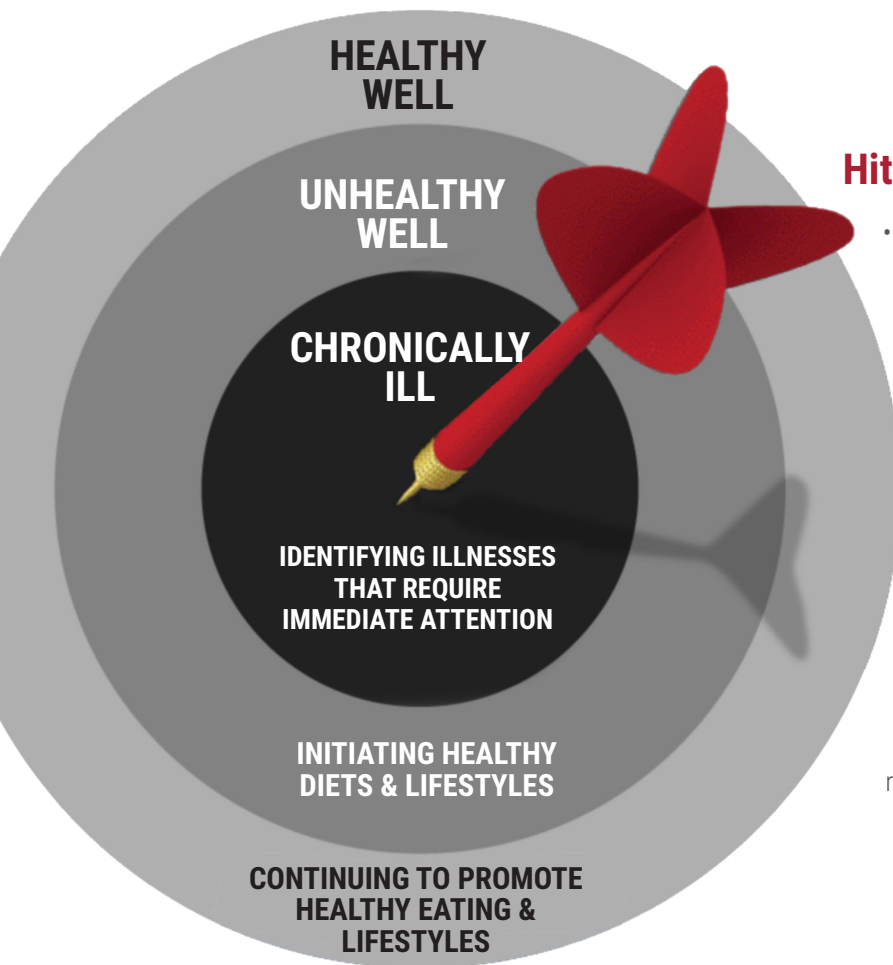 HEALTHY
WELL
UNHEALTHY
WELL
CHRONICALLY
ILL
IDENTIFYING ILLNESSES
THAT REQUIRE
IMMEDIATE ATTENTION
INITIATING HEALTHY
DIETS & LIFESTYLES
CONTINUING TO PROMOTE
HEALTHY EATING &
LIFESTYLES
Hit